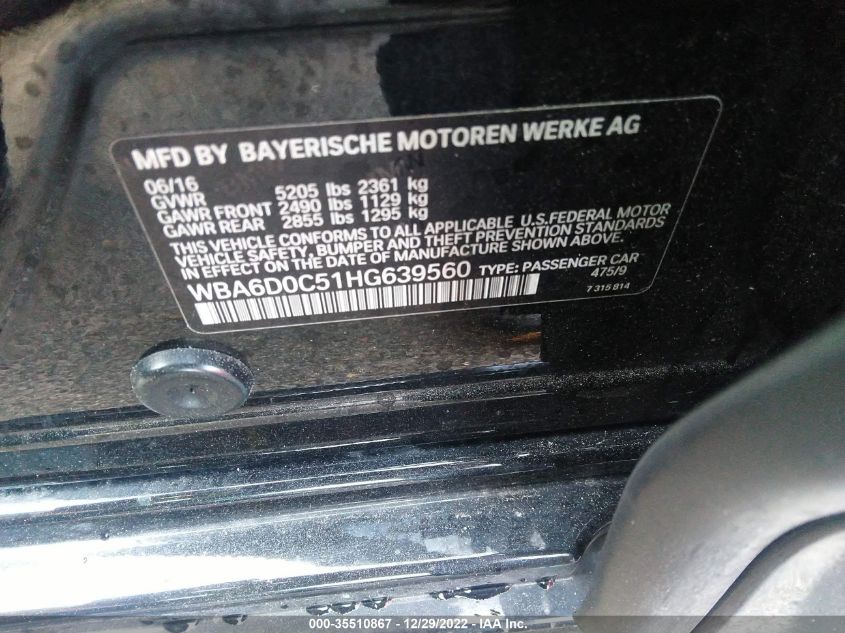 MFD BY BAYERISCHE MOTOREN WERKE AG
06/16
GVWR 5205 lbs 2361 kg
GAWR FRONT 2490 lbs 1129 kg
GAWR REAR 2855 lbs 1295 kg
THIS VEHICLE CONFORMS TO ALL APPLICABLE U.S.FEDERAL MOTOR
VEHICLE SAFETY, BUMPER AND THEFT PREVENTION STANDARDS
IN EFFECT ON THE DATE OF MANUFACTURE SHOWN ABOVE.
WBA6D0C51HG639560 TYPE: PASSENGER CAR
475/9
7 315 814
000-35510867 - 12/29/2022 - IAA Inc.